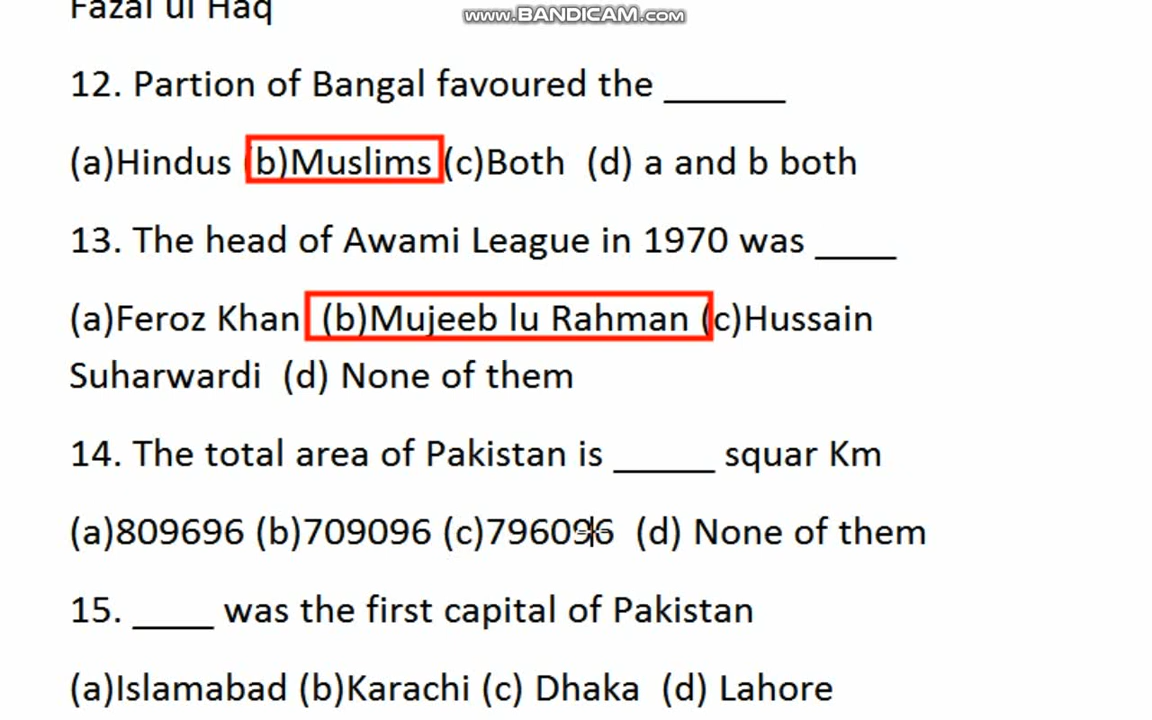 Fazal ul Haq
www.BANDICAM.com
12. Partion of Bangal favoured the ______
(a)Hindus (b)Muslims (c)Both (d) a and b both
13. The head of Awami League in 1970 was ____
(a)Feroz Khan (b)Mujeeb lu Rahman (c)Hussain
Suharwardi (d) None of them
14. The total area of Pakistan is _____ squar Km
(a)809696 (b)709096 (c)796096 (d) None of them
15. ____ was the first capital of Pakistan
(a)Islamabad (b)Karachi (c) Dhaka (d) Lahore